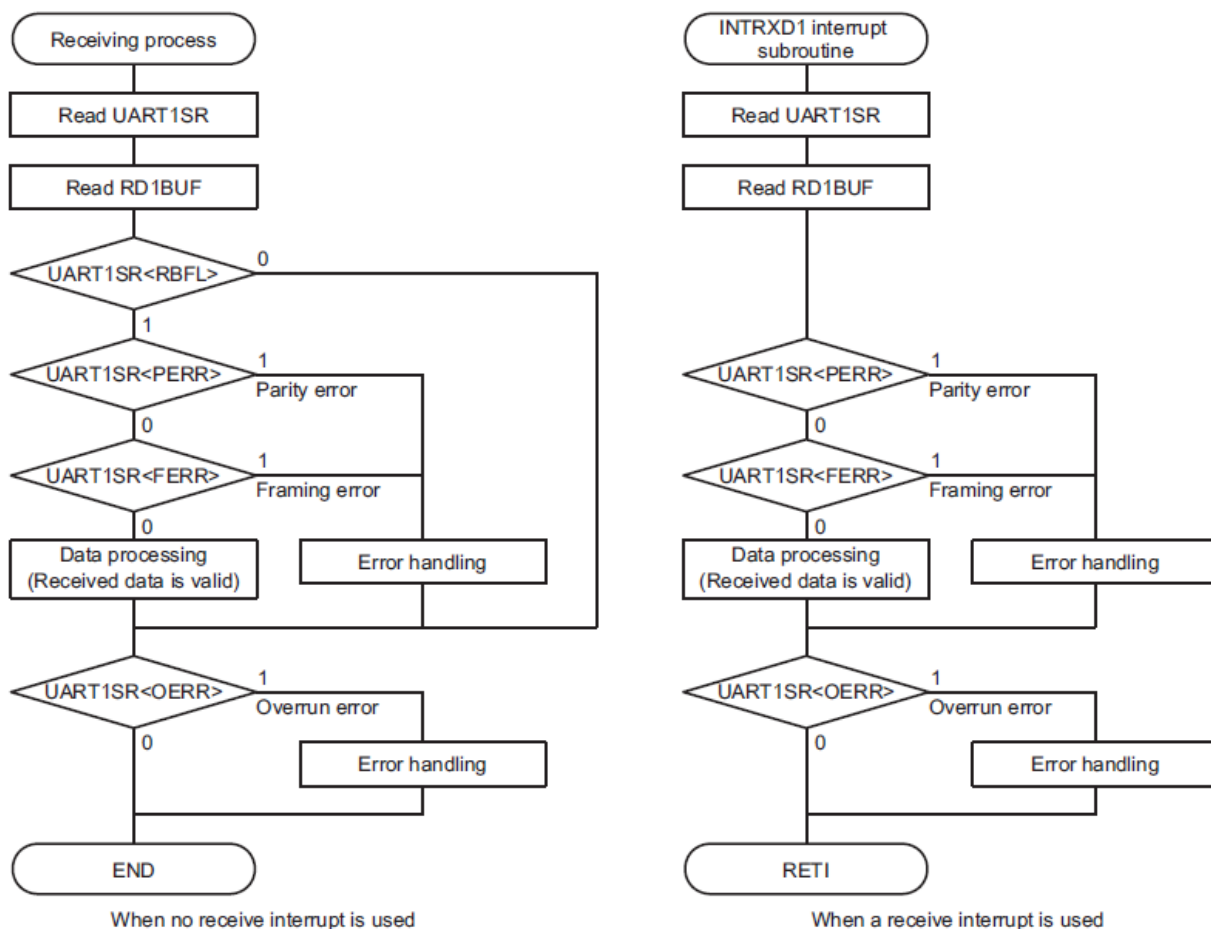 Receiving process
Read UART1SR
Read RD1BUF
UART1SR<RBFL>
0
1
UART1SR<PERR>
1
Parity error
0
UART1SR<FERR>
1
Framing error
0
Data processing
(Received data is valid)
Error handling
UART1SR<OERR>
1
Overrun error
0
Error handling
END
When no receive interrupt is used
INTRXD1 interrupt
subroutine
Read UART1SR
Read RD1BUF
UART1SR<PERR>
1
Parity error
0
UART1SR<FERR>
1
Framing error
0
Data processing
(Received data is valid)
Error handling
UART1SR<OERR>
1
Overrun error
0
Error handling
RETI
When a receive interrupt is used